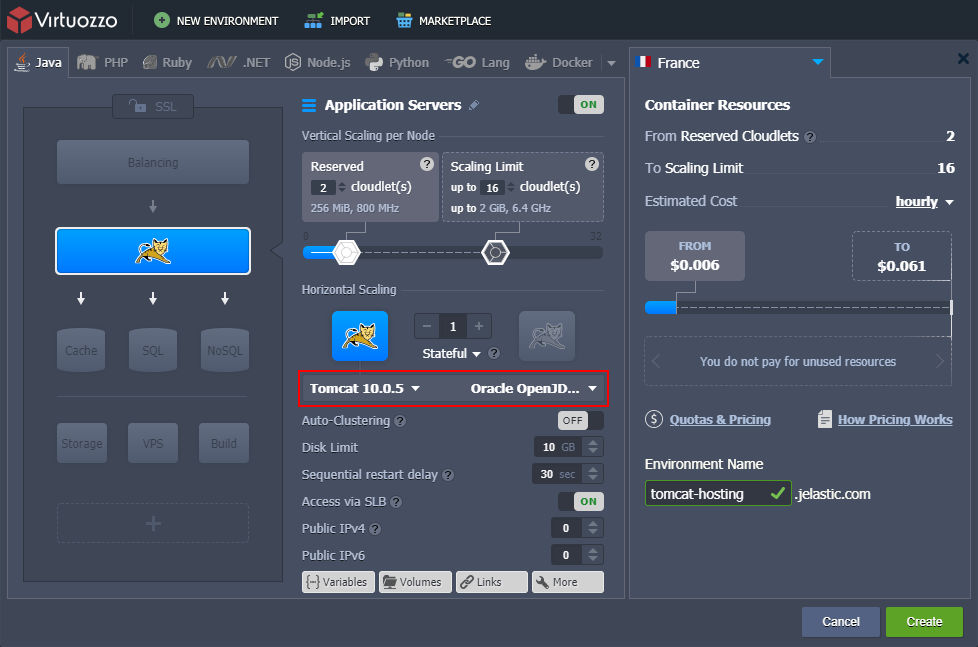 Virtuozzo
NEW ENVIRONMENT
IMPORT
MARKETPLACE
Java
PHP
Ruby
.NET
Node.js
Python
Lang
Docker
France
SSL
Balancing
Cache
SQL
NoSQL
Storage
VPS
Build
Application Servers
ON
Vertical Scaling per Node
Reserved ?
2 cloudlet(s)
256 MiB, 800 MHz
Scaling Limit ?
up to 16 cloudlet(s)
up to 2 GiB, 6.4 GHz
0 32
Horizontal Scaling
1
Stateful ?
Tomcat 10.0.5
Oracle OpenJD...
Auto-Clustering ? OFF
Disk Limit 10 GB
Sequential restart delay ? 30 sec
Access via SLB ? ON
Public IPv4 ? 0
Public IPv6 0
Variables
Volumes
Links
More
Container Resources
From Reserved Cloudlets ? 2
To Scaling Limit 16
Estimated Cost hourly
FROM
$0.006
TO
$0.061
You do not pay for unused resources
$ Quotas & Pricing
How Pricing Works
Environment Name
tomcat-hosting .jelastic.com
Cancel
Create